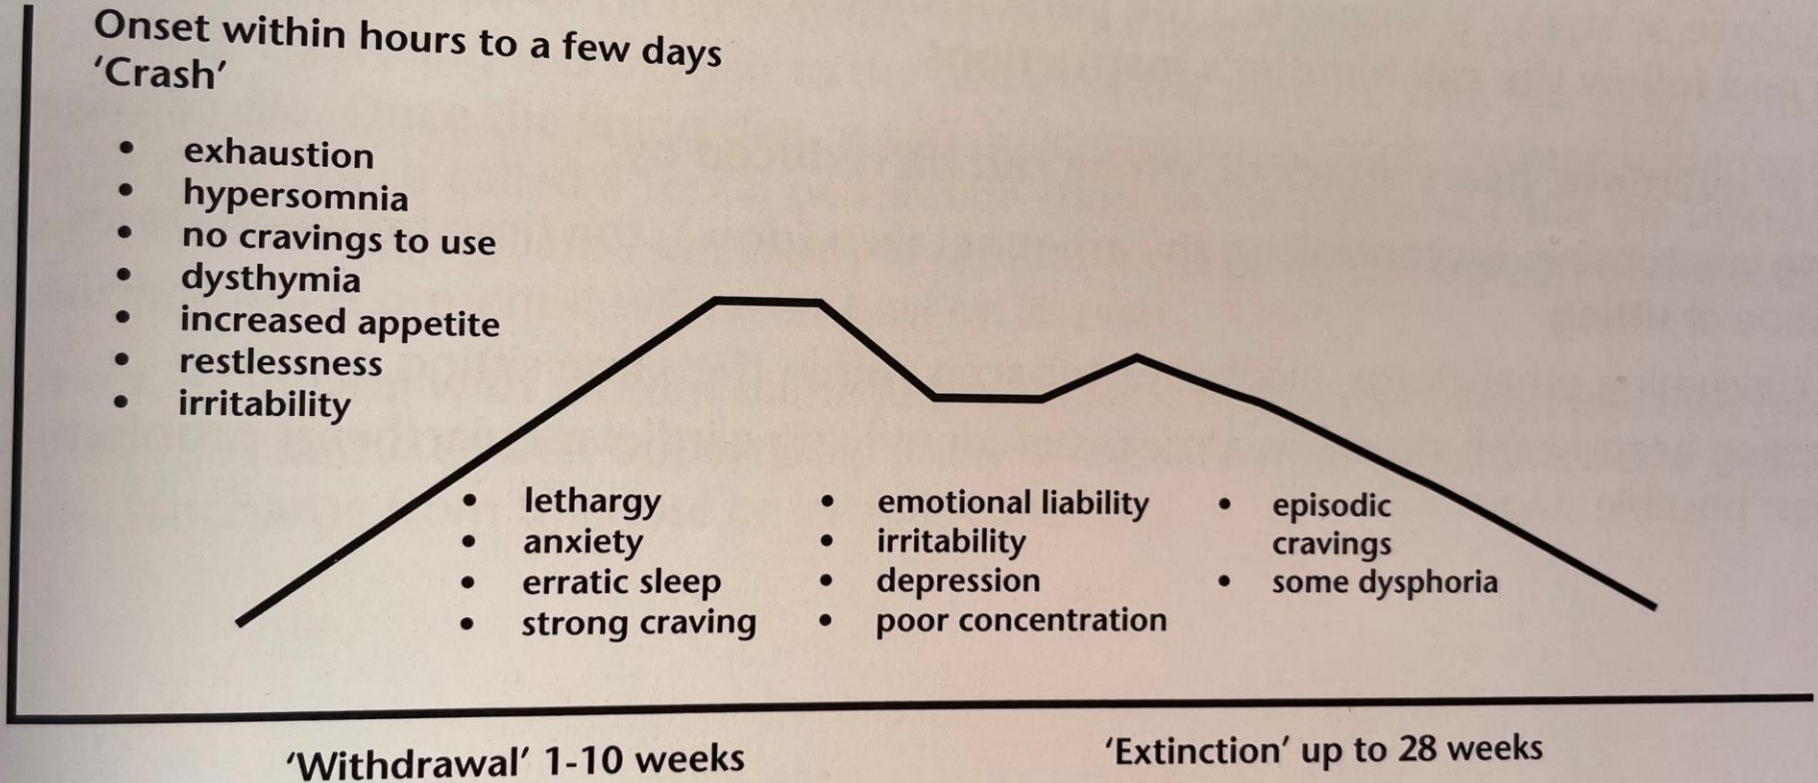 Onset within hours to a few days
'Crash'
• exhaustion
• hypersomnia
• no cravings to use
• dysthymia
• increased appetite
• restlessness
• irritability
• lethargy
• anxiety
• erratic sleep
• strong craving
• emotional liability
• irritability
• depression
• poor concentration
• episodic
cravings
• some dysphoria
'Withdrawal' 1-10 weeks
'Extinction' up to 28 weeks